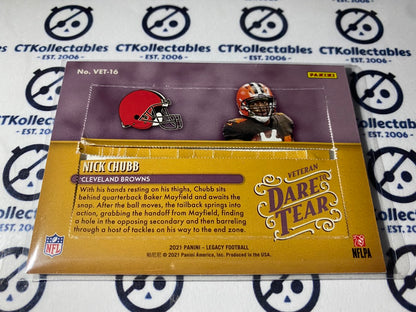 CTKollectables
EST. 2006
No. VET-16
PANINI
NICK CHUBB
CLEVELAND BROWNS
With his hands resting on his thighs, Chubb sits
behind quarterback Baker Mayfield and awaits the
snap. After the ball moves, the tailback springs into
action, grabbing the handoff from Mayfield, finding a
hole in the opposing secondary and then barreling
through a host of tackles on his way to the end zone.
VETERAN
DARE
TO
TEAR
NFL
2021 PANINI – LEGACY FOOTBALL
© 2021 Panini America, Inc. Produced in the USA.
NFLPA